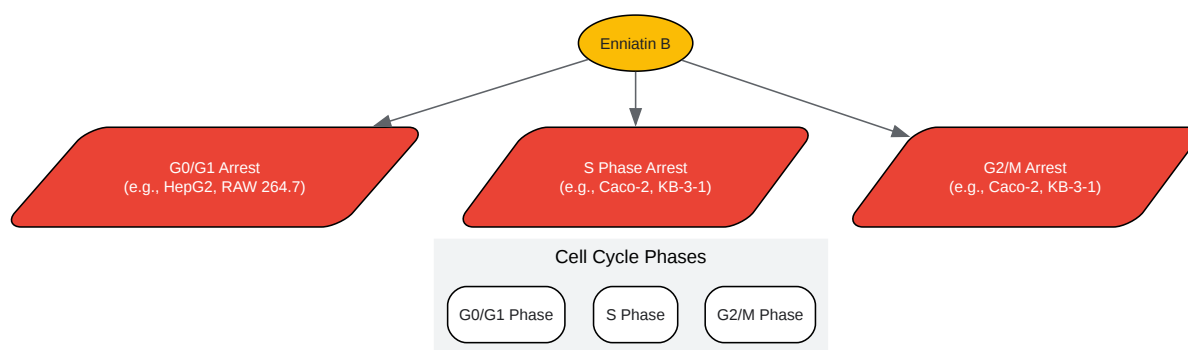 Enniatin B
G0/G1 Arrest
(e.g., HepG2, RAW 264.7)
S Phase Arrest
(e.g., Caco-2, KB-3-1)
G2/M Arrest
(e.g., Caco-2, KB-3-1)
Cell Cycle Phases
G0/G1 Phase
S Phase
G2/M Phase